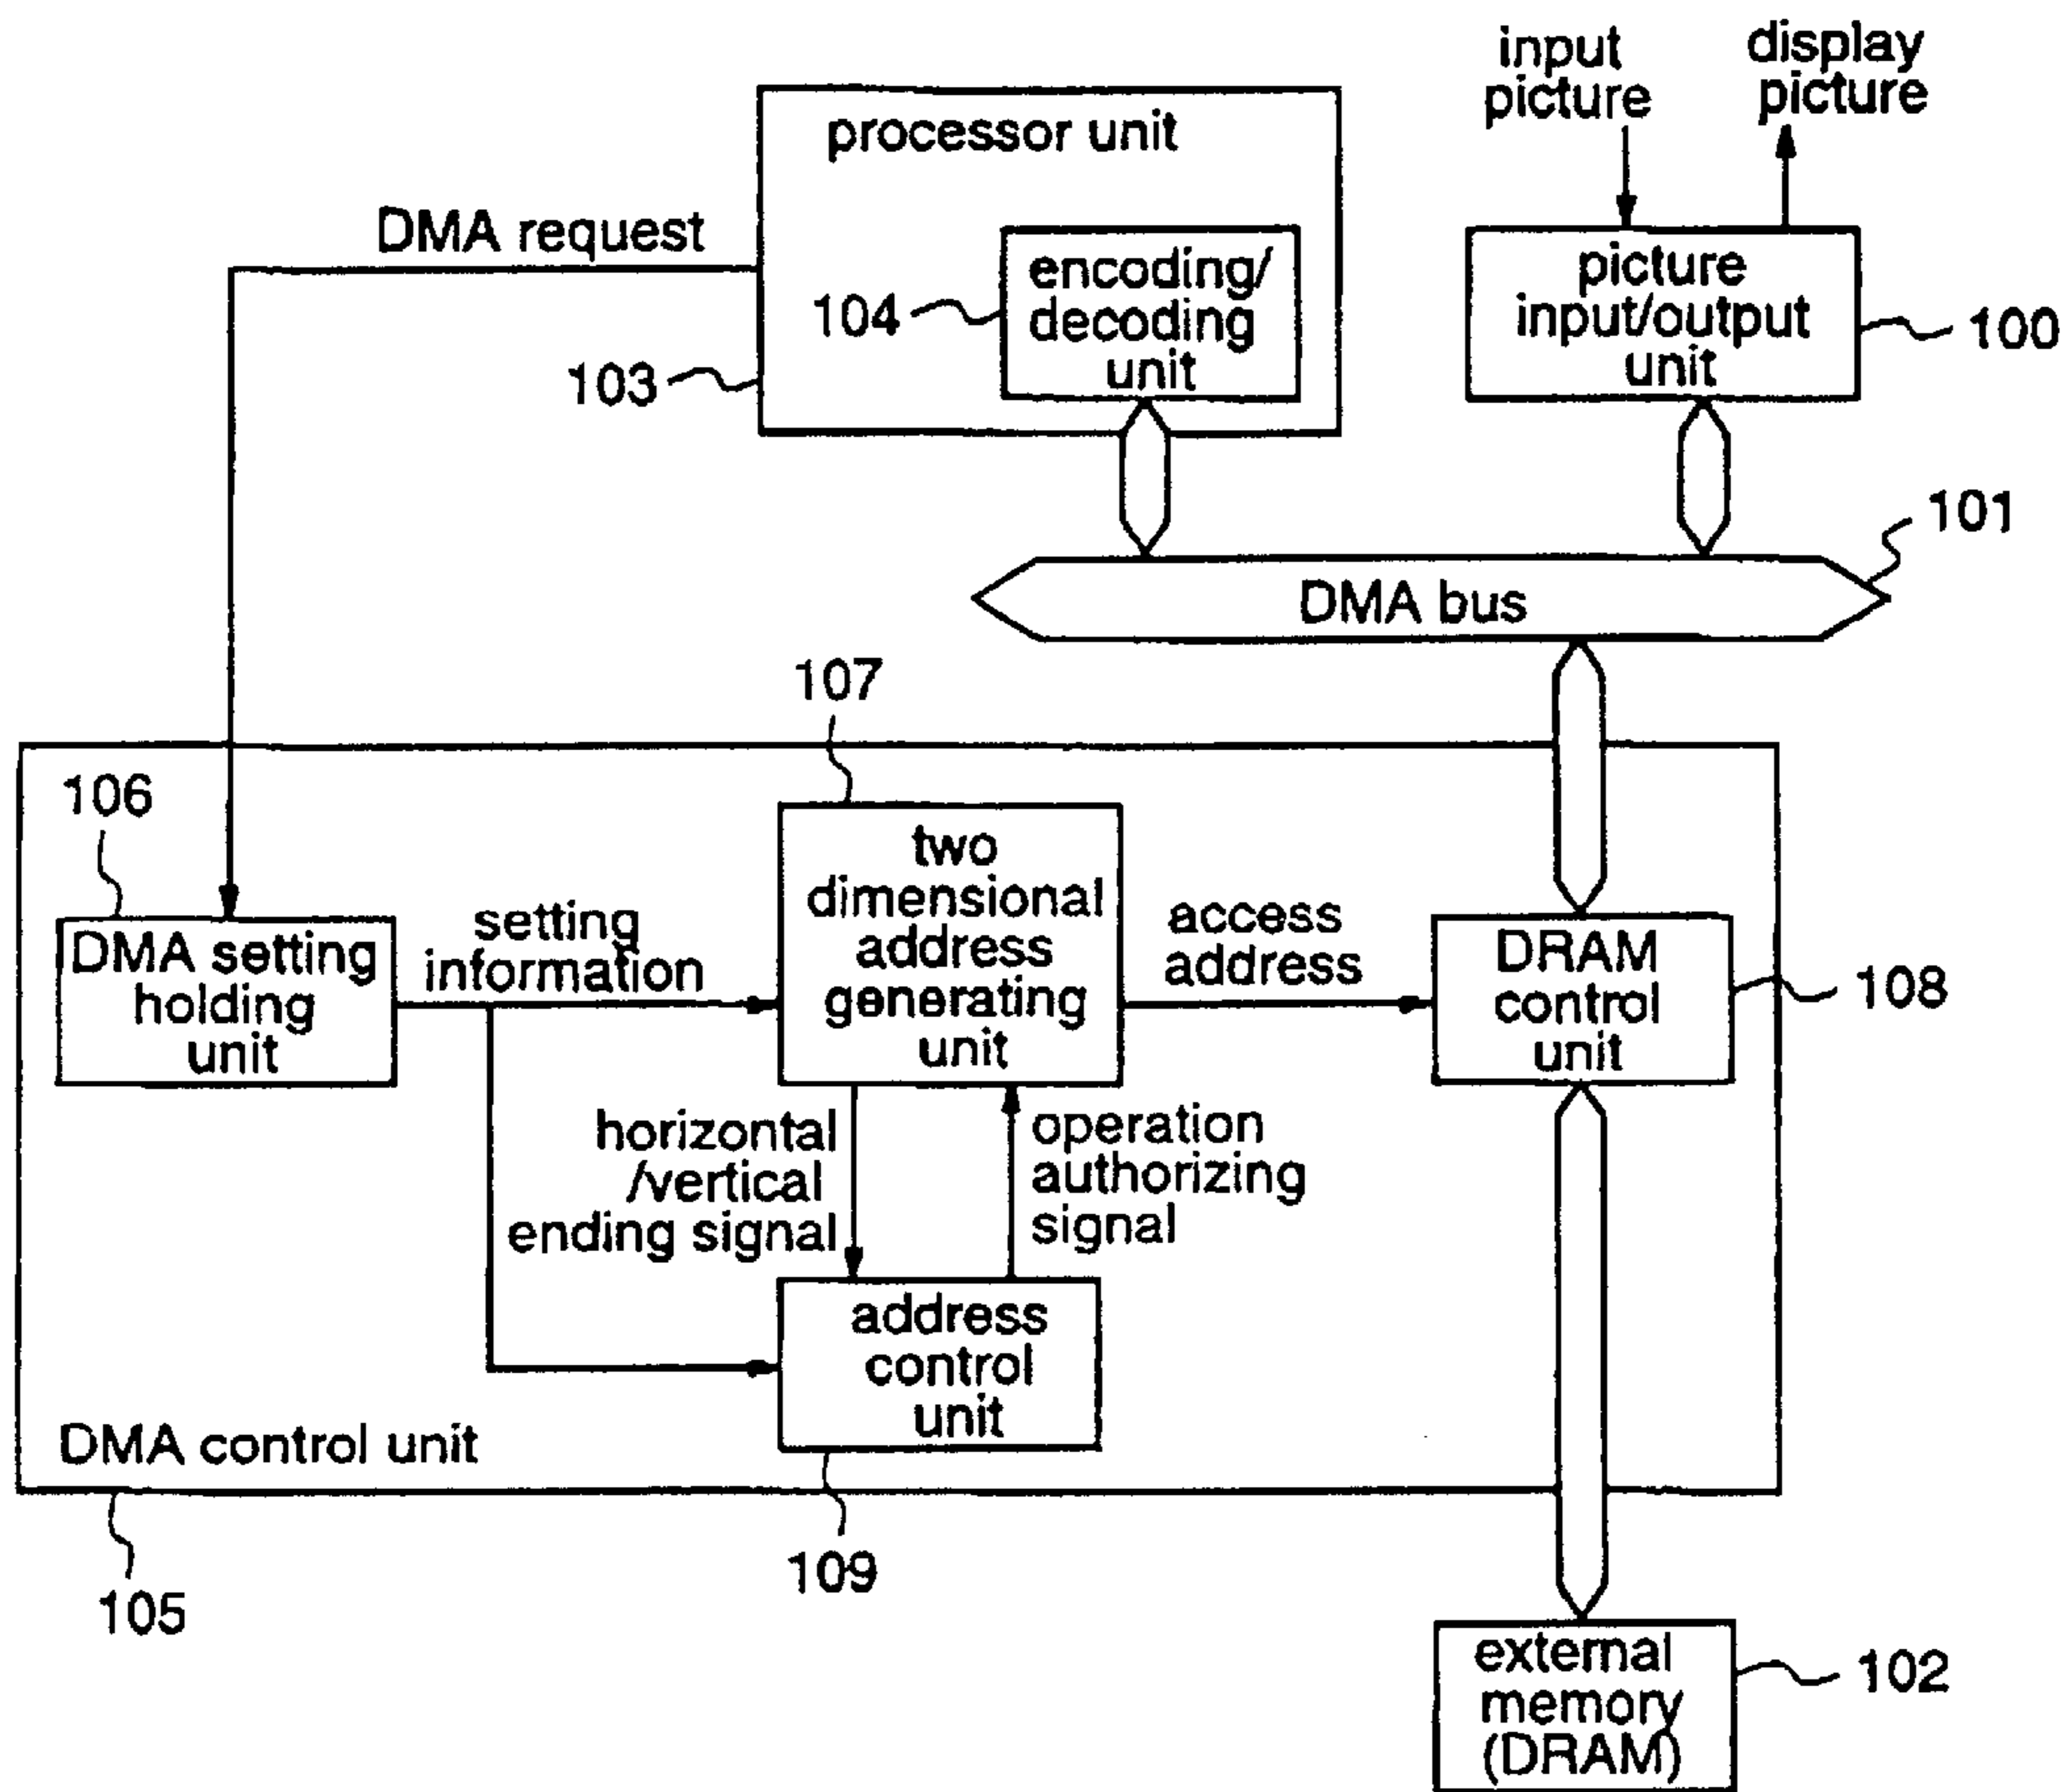 input
picture
display
picture
processor unit
DMA request
encoding/
decoding
unit
104
103
picture
input/output
unit
100
101
DMA bus
107
106
two
dimensional
address
generating
unit
DMA setting
holding
unit
setting
information
access
address
DRAM
control
unit
108
horizontal
/vertical
ending signal
operation
authorizing
signal
address
control
unit
DMA control unit
109
105
external
memory
(DRAM)
102